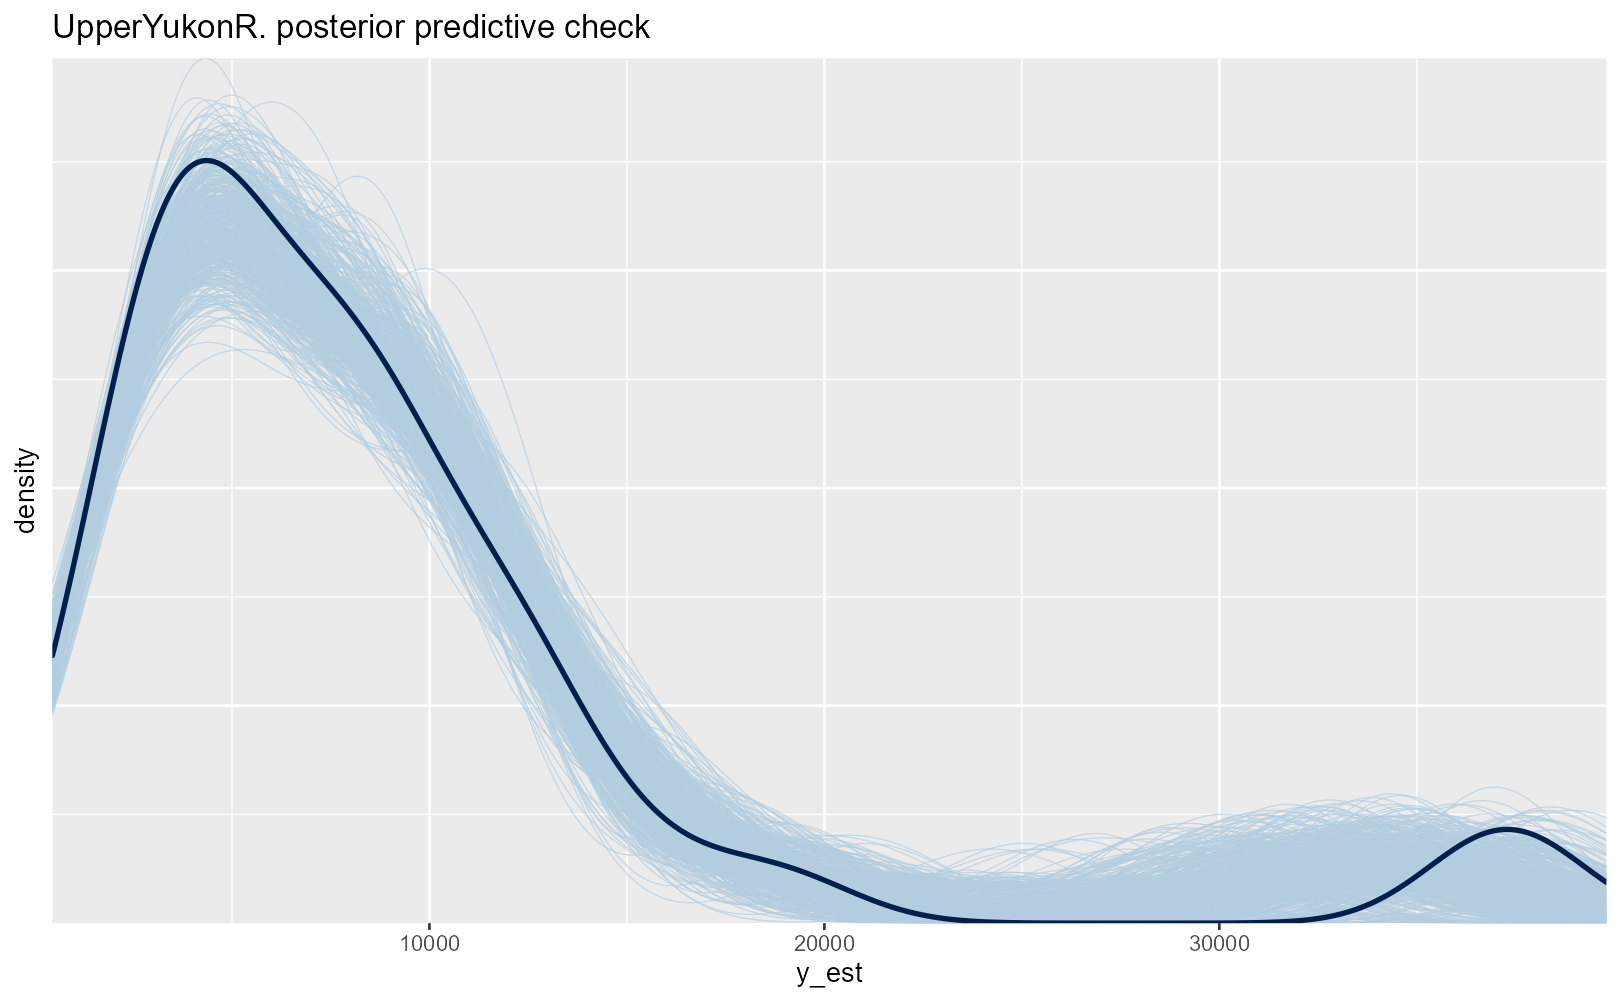 UpperYukonR. posterior predictive check
density
10000
20000
30000
y_est